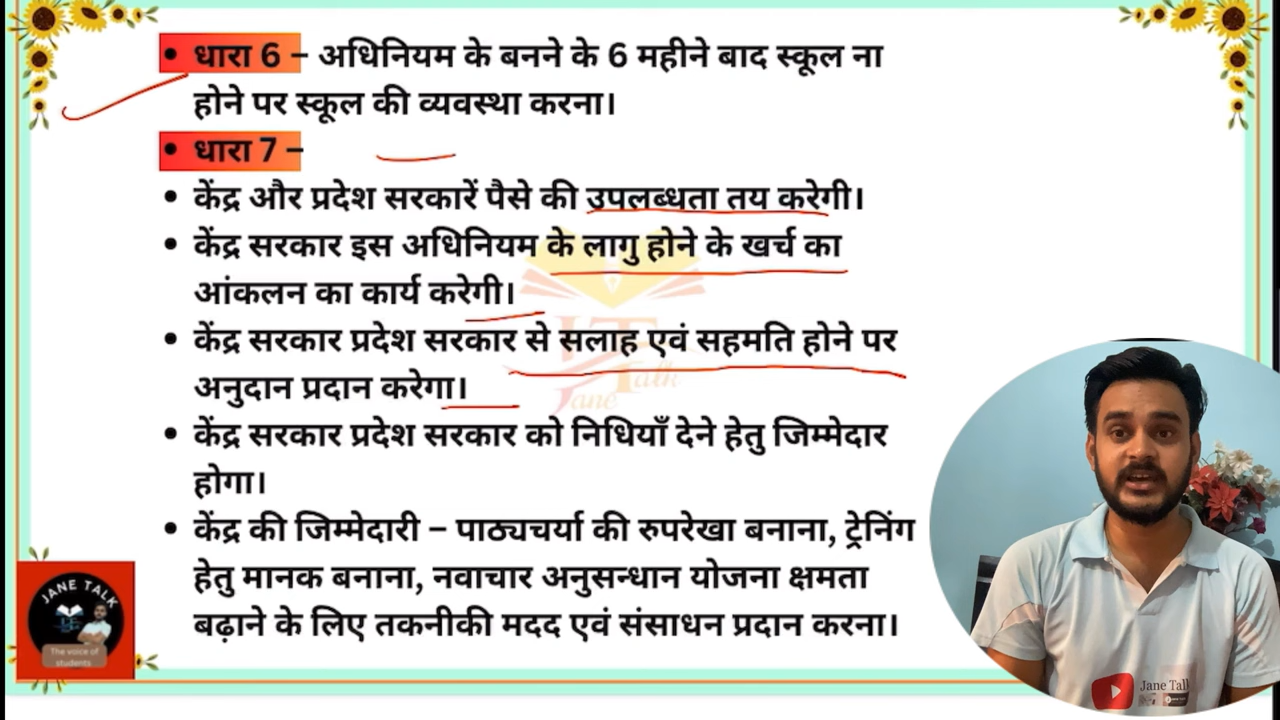 • धारा 6 – अधिनियम के बनने के 6 महीने बाद स्कूल ना
होने पर स्कूल की व्यवस्था करना।
• धारा 7 –
• केंद्र और प्रदेश सरकारें पैसे की उपलब्धता तय करेगी।
• केंद्र सरकार इस अधिनियम के लागु होने के खर्च का
आंकलन का कार्य करेगी।
• केंद्र सरकार प्रदेश सरकार से सलाह एवं सहमति होने पर
अनुदान प्रदान करेगा।
• केंद्र सरकार प्रदेश सरकार को निधियाँ देने हेतु जिम्मेदार
होगा।
• केंद्र की जिम्मेदारी – पाठ्यचर्या की रुपरेखा बनाना, ट्रेनिंग
हेतु मानक बनाना, नवाचार अनुसन्धान योजना क्षमता
बढ़ाने के लिए तकनीकी मदद एवं संसाधन प्रदान करना।
Jane Talk
JANE TALK
The voice of
students
Jane Talk